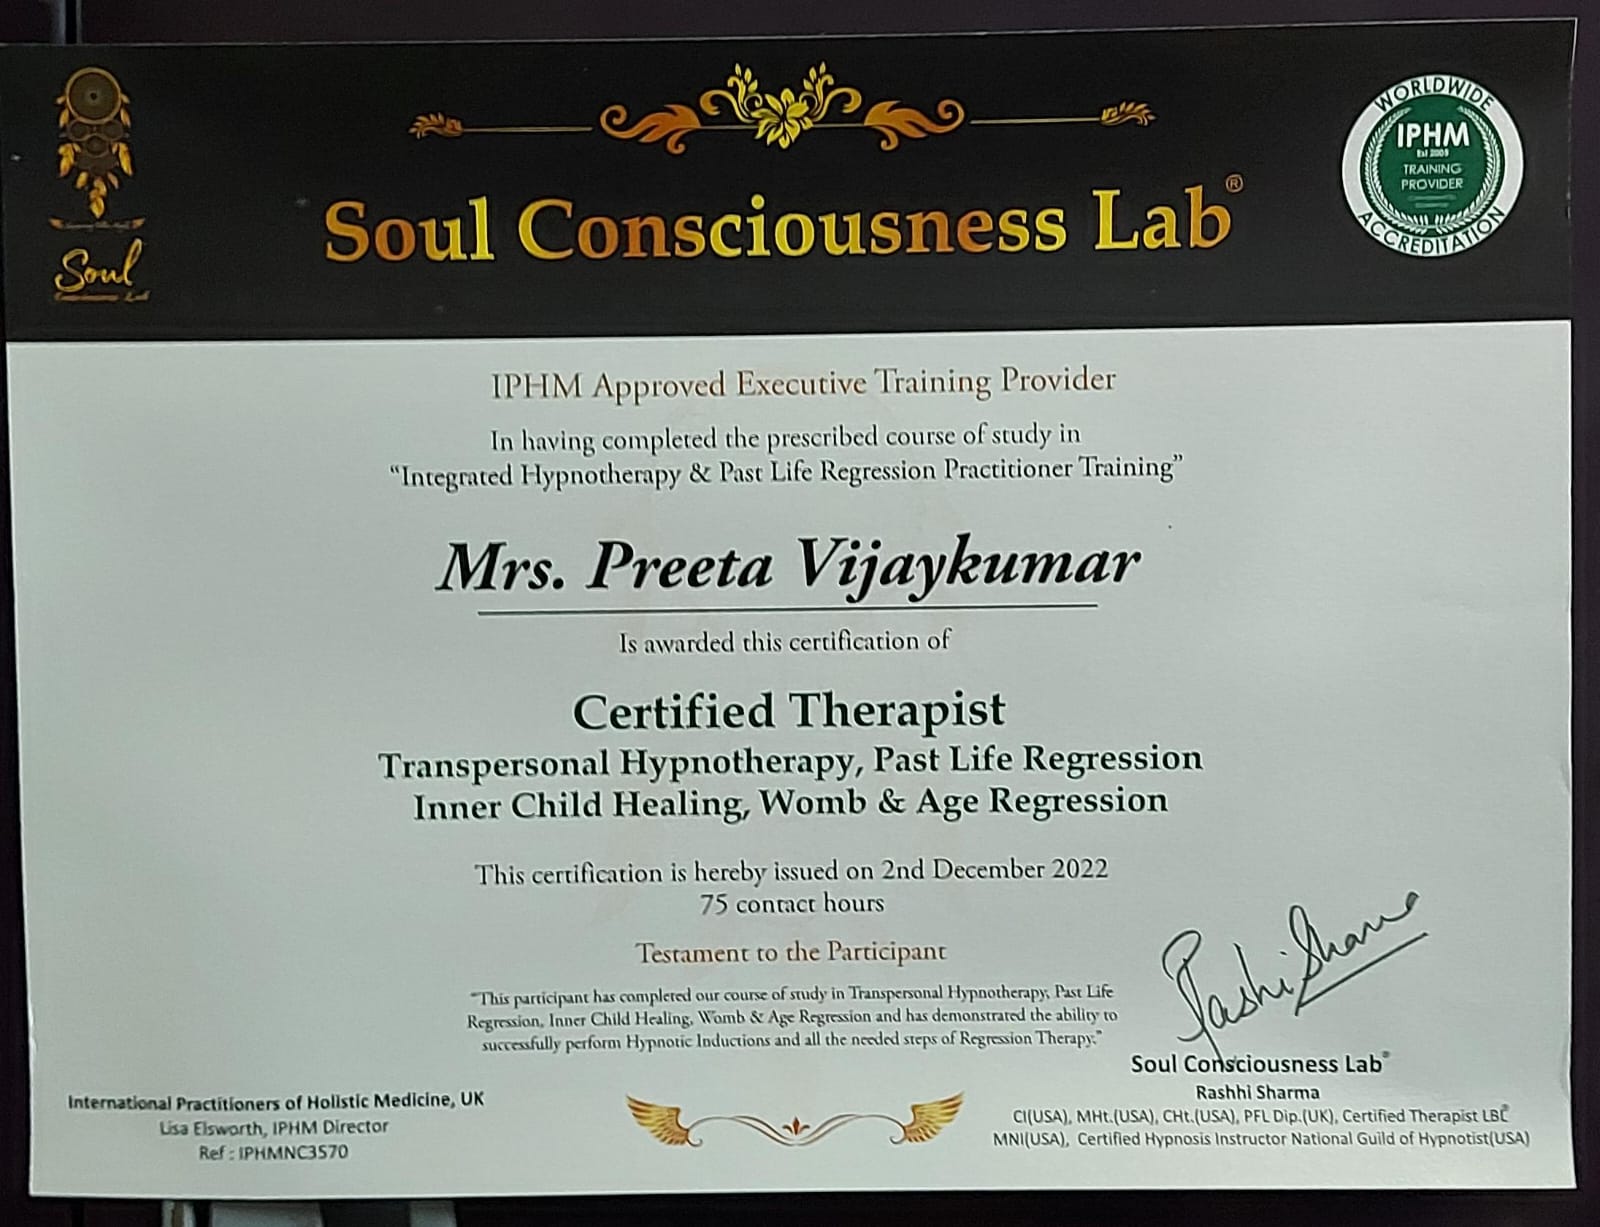 Soul
WORLDWIDE
IPHM
Est 2005
TRAINING
PROVIDER
ACCREDITATION
Soul Consciousness Lab®
IPHM Approved Executive Training Provider
In having completed the prescribed course of study in
“Integrated Hypnotherapy & Past Life Regression Practitioner Training”
Mrs. Preeta Vijaykumar
Is awarded this certification of
Certified Therapist
Transpersonal Hypnotherapy, Past Life Regression
Inner Child Healing, Womb & Age Regression
This certification is hereby issued on 2nd December 2022
75 contact hours
Testament to the Participant
“This participant has completed our course of study in Transpersonal Hypnotherapy, Past Life
Regression, Inner Child Healing, Womb & Age Regression and has demonstrated the ability to
successfully perform Hypnotic Inductions and all the needed steps of Regression Therapy.”
Rashhi Sharma
Soul Consciousness Lab®
Rashhi Sharma
CI(USA), MHt.(USA), CHt.(USA), PFL Dip.(UK), Certified Therapist LBL®
MNI(USA), Certified Hypnosis Instructor National Guild of Hypnotist(USA)
International Practitioners of Holistic Medicine, UK
Lisa Elsworth, IPHM Director
Ref : IPHMNC3570